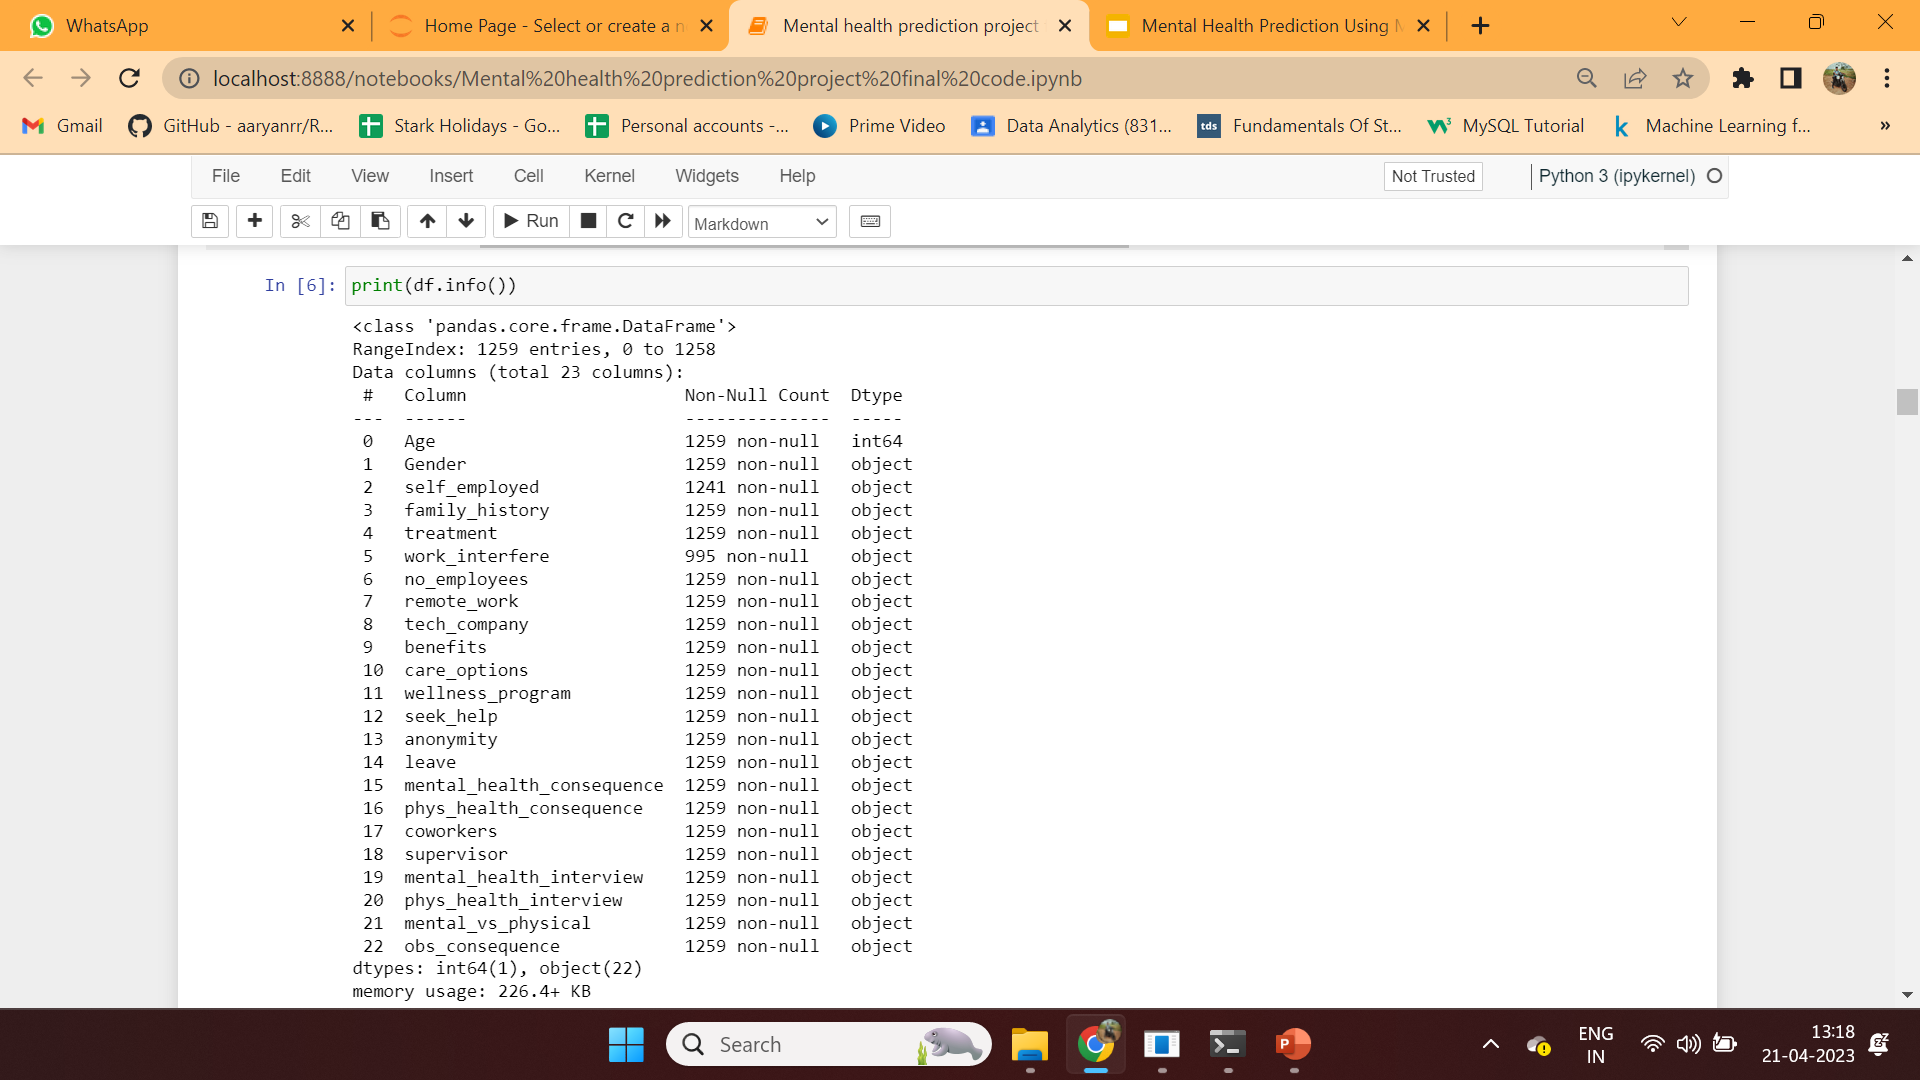 WhatsApp
Home Page - Select or create a n
Mental health prediction project
Mental Health Prediction Using M
localhost:8888/notebooks/Mental%20health%20prediction%20project%20final%20code.ipynb
Gmail
GitHub - aaryanrr/R...
Stark Holidays - Go...
Personal accounts -...
Prime Video
Data Analytics (831...
tds
Fundamentals Of St...
MySQL Tutorial
Machine Learning f...
»
File Edit View Insert Cell Kernel Widgets Help
Not Trusted
Python 3 (ipykernel)
Run
Markdown
In [6]: print(df.info())
<class 'pandas.core.frame.DataFrame'>
RangeIndex: 1259 entries, 0 to 1258
Data columns (total 23 columns):
# Column Non-Null Count Dtype
--- ------ -------------- -----
0 Age 1259 non-null int64
1 Gender 1259 non-null object
2 self_employed 1241 non-null object
3 family_history 1259 non-null object
4 treatment 1259 non-null object
5 work_interfere 995 non-null object
6 no_employees 1259 non-null object
7 remote_work 1259 non-null object
8 tech_company 1259 non-null object
9 benefits 1259 non-null object
10 care_options 1259 non-null object
11 wellness_program 1259 non-null object
12 seek_help 1259 non-null object
13 anonymity 1259 non-null object
14 leave 1259 non-null object
15 mental_health_consequence 1259 non-null object
16 phys_health_consequence 1259 non-null object
17 coworkers 1259 non-null object
18 supervisor 1259 non-null object
19 mental_health_interview 1259 non-null object
20 phys_health_interview 1259 non-null object
21 mental_vs_physical 1259 non-null object
22 obs_consequence 1259 non-null object
dtypes: int64(1), object(22)
memory usage: 226.4+ KB
Search
ENG
IN
13:18
21-04-2023